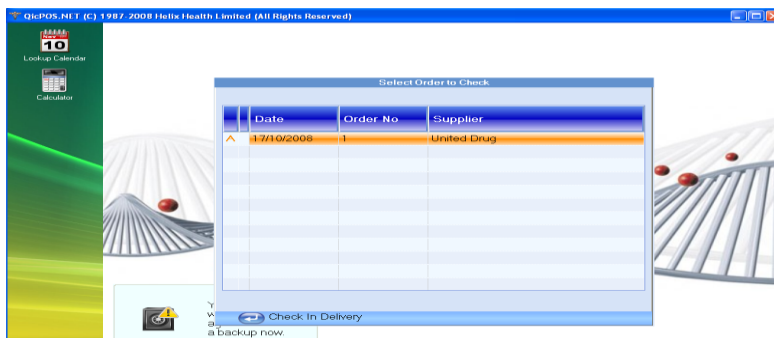 QicPOS.NET (C) 1987-2008 Helix Health Limited (All Rights Reserved)
Nov
10
Lookup Calendar
Calculator
Select Order to Check
Date Order No Supplier
17/10/2008 1 United Drug
Check In Delivery
a backup now.